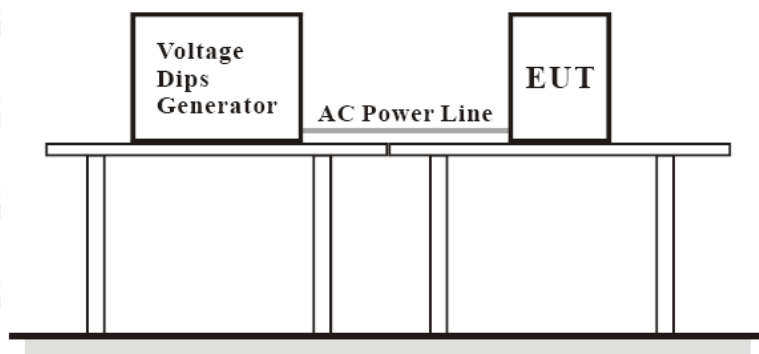 Voltage
Dips
Generator
AC Power Line
EUT